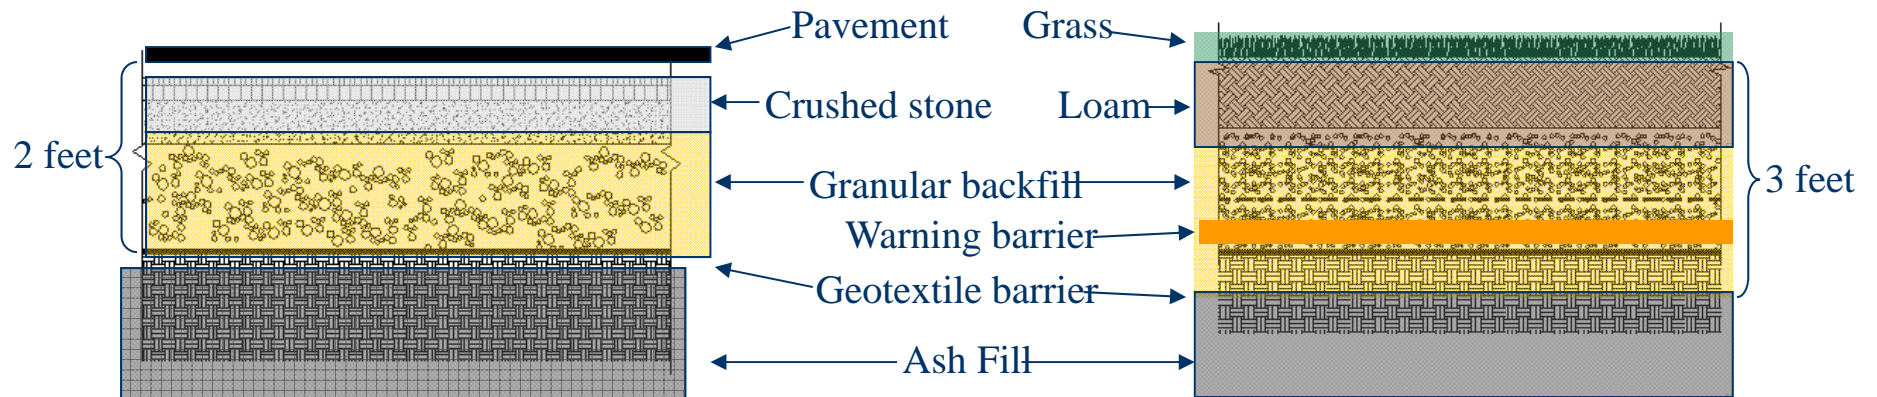 Pavement
Grass
Crushed stone
Loam
2 feet
Granular backfill
3 feet
Warning barrier
Geotextile barrier
Ash Fill